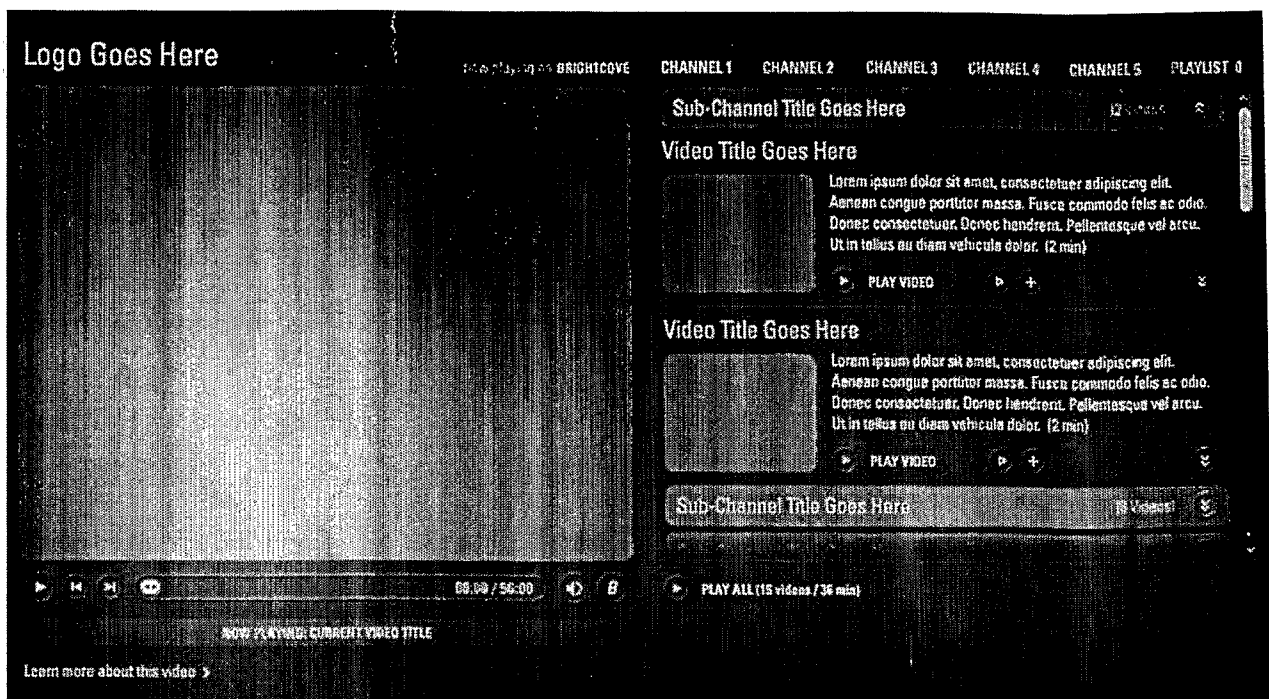 Logo Goes Here
now playing on BRIGHTCOVE
CHANNEL 1 CHANNEL 2 CHANNEL 3 CHANNEL 4 CHANNEL 5 PLAYLIST 0
Sub-Channel Title Goes Here
Video Title Goes Here
Lorem ipsum dolor sit amet, consectetuer adipiscing elit.
Aenean congue portitor massa. Fusce commodo felis ac odio.
Donec consectetuer. Donec hendrerit. Pellentesque vel arcu.
Ut in tellus eu diam vehicula dolor. (2 min)
PLAY VIDEO
Video Title Goes Here
Lorem ipsum dolor sit amet, consectetuer adipiscing elit.
Aenean congue portitor massa. Fusce commodo felis ac odio.
Donec consectetuer. Donec hendrerit. Pellentesque vel arcu.
Ut in tellus eu diam vehicula dolor. (2 min)
PLAY VIDEO
Sub-Channel Title Goes Here
Videos)
00:00 / 56:00
B
PLAY ALL (15 videos / 36 min)
NOW PLAYING: CURRENT VIDEO TITLE
Learn more about this video >